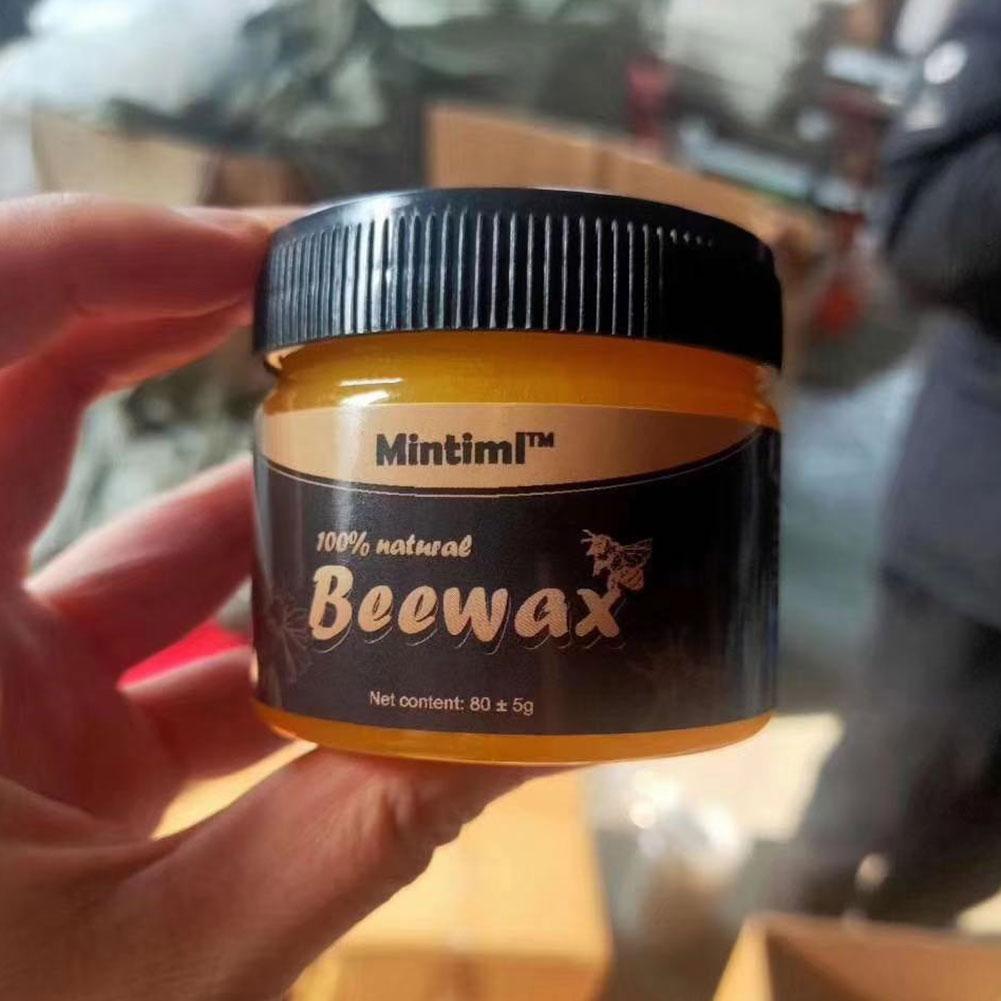 Mintiml™
100% natural
Beewax
Net content: 80 ± 5g